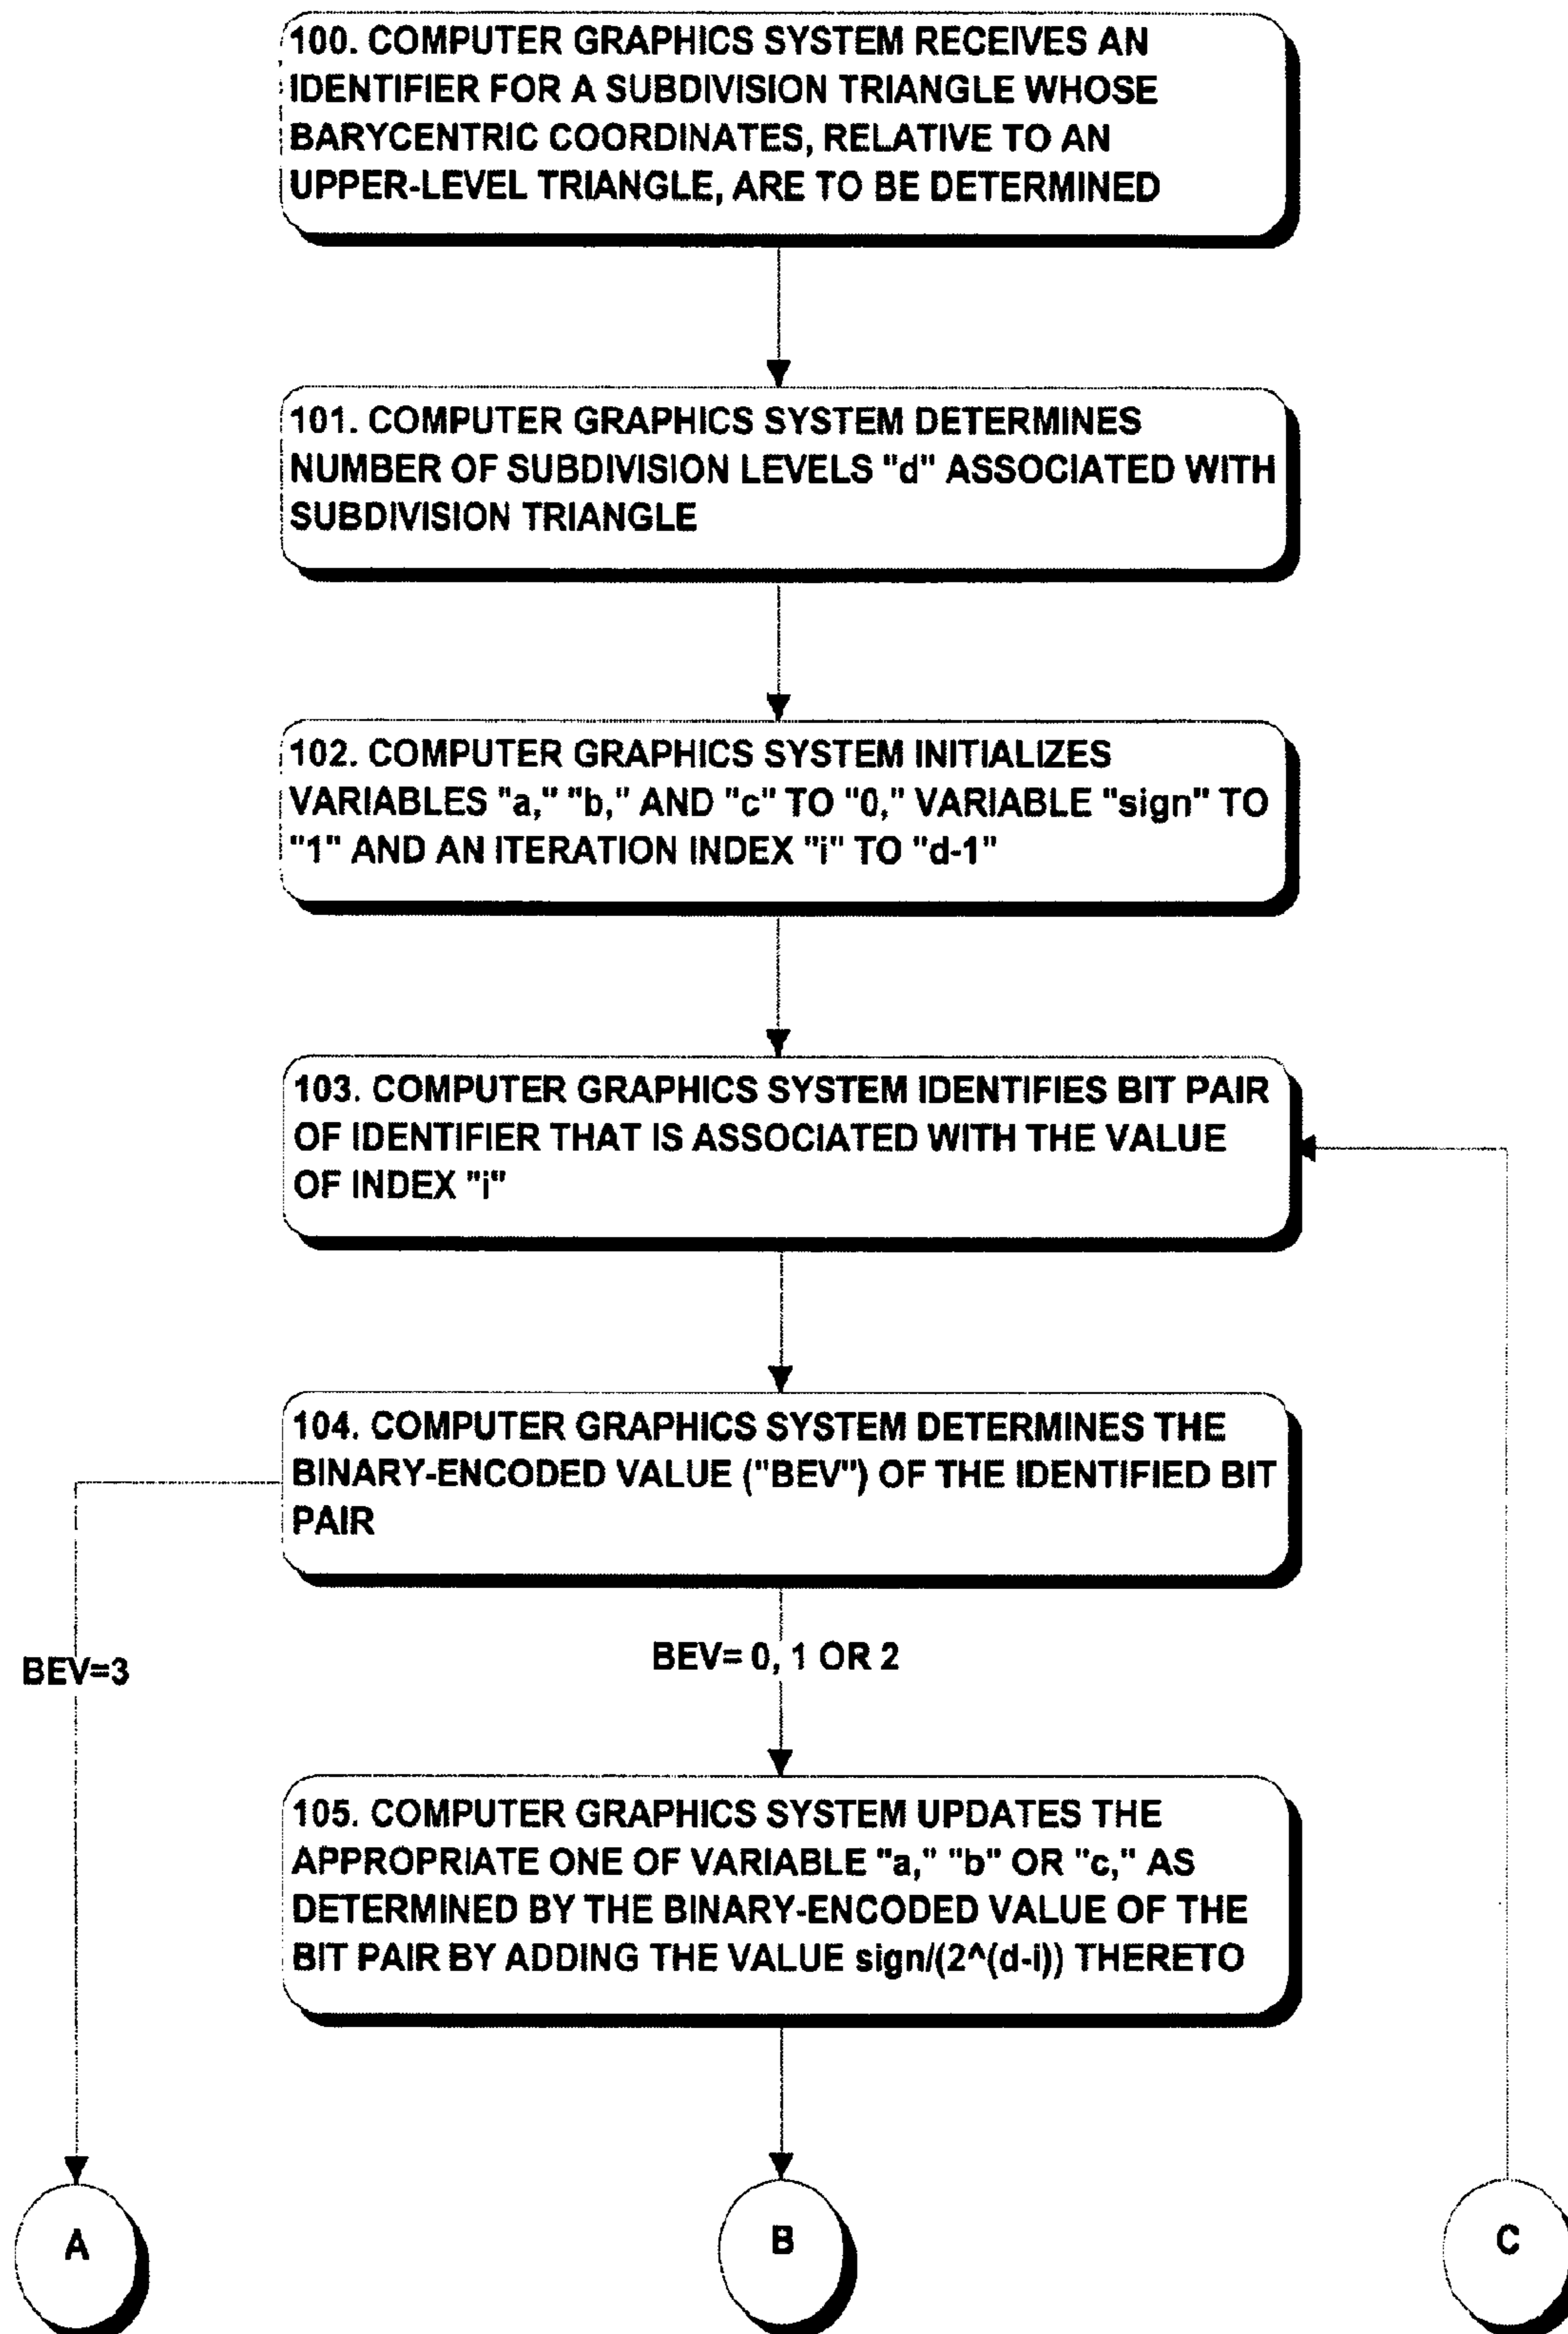 100. COMPUTER GRAPHICS SYSTEM RECEIVES AN
IDENTIFIER FOR A SUBDIVISION TRIANGLE WHOSE
BARYCENTRIC COORDINATES, RELATIVE TO AN
UPPER-LEVEL TRIANGLE, ARE TO BE DETERMINED
101. COMPUTER GRAPHICS SYSTEM DETERMINES
NUMBER OF SUBDIVISION LEVELS "d" ASSOCIATED WITH
SUBDIVISION TRIANGLE
102. COMPUTER GRAPHICS SYSTEM INITIALIZES
VARIABLES "a," "b," AND "c" TO "0," VARIABLE "sign" TO
"1" AND AN ITERATION INDEX "i" TO "d-1"
103. COMPUTER GRAPHICS SYSTEM IDENTIFIES BIT PAIR
OF IDENTIFIER THAT IS ASSOCIATED WITH THE VALUE
OF INDEX "i"
104. COMPUTER GRAPHICS SYSTEM DETERMINES THE
BINARY-ENCODED VALUE ("BEV") OF THE IDENTIFIED BIT
PAIR
BEV=3
BEV= 0, 1 OR 2
105. COMPUTER GRAPHICS SYSTEM UPDATES THE
APPROPRIATE ONE OF VARIABLE "a," "b" OR "c," AS
DETERMINED BY THE BINARY-ENCODED VALUE OF THE
BIT PAIR BY ADDING THE VALUE sign/(2^(d-i)) THERETO
A
B
C